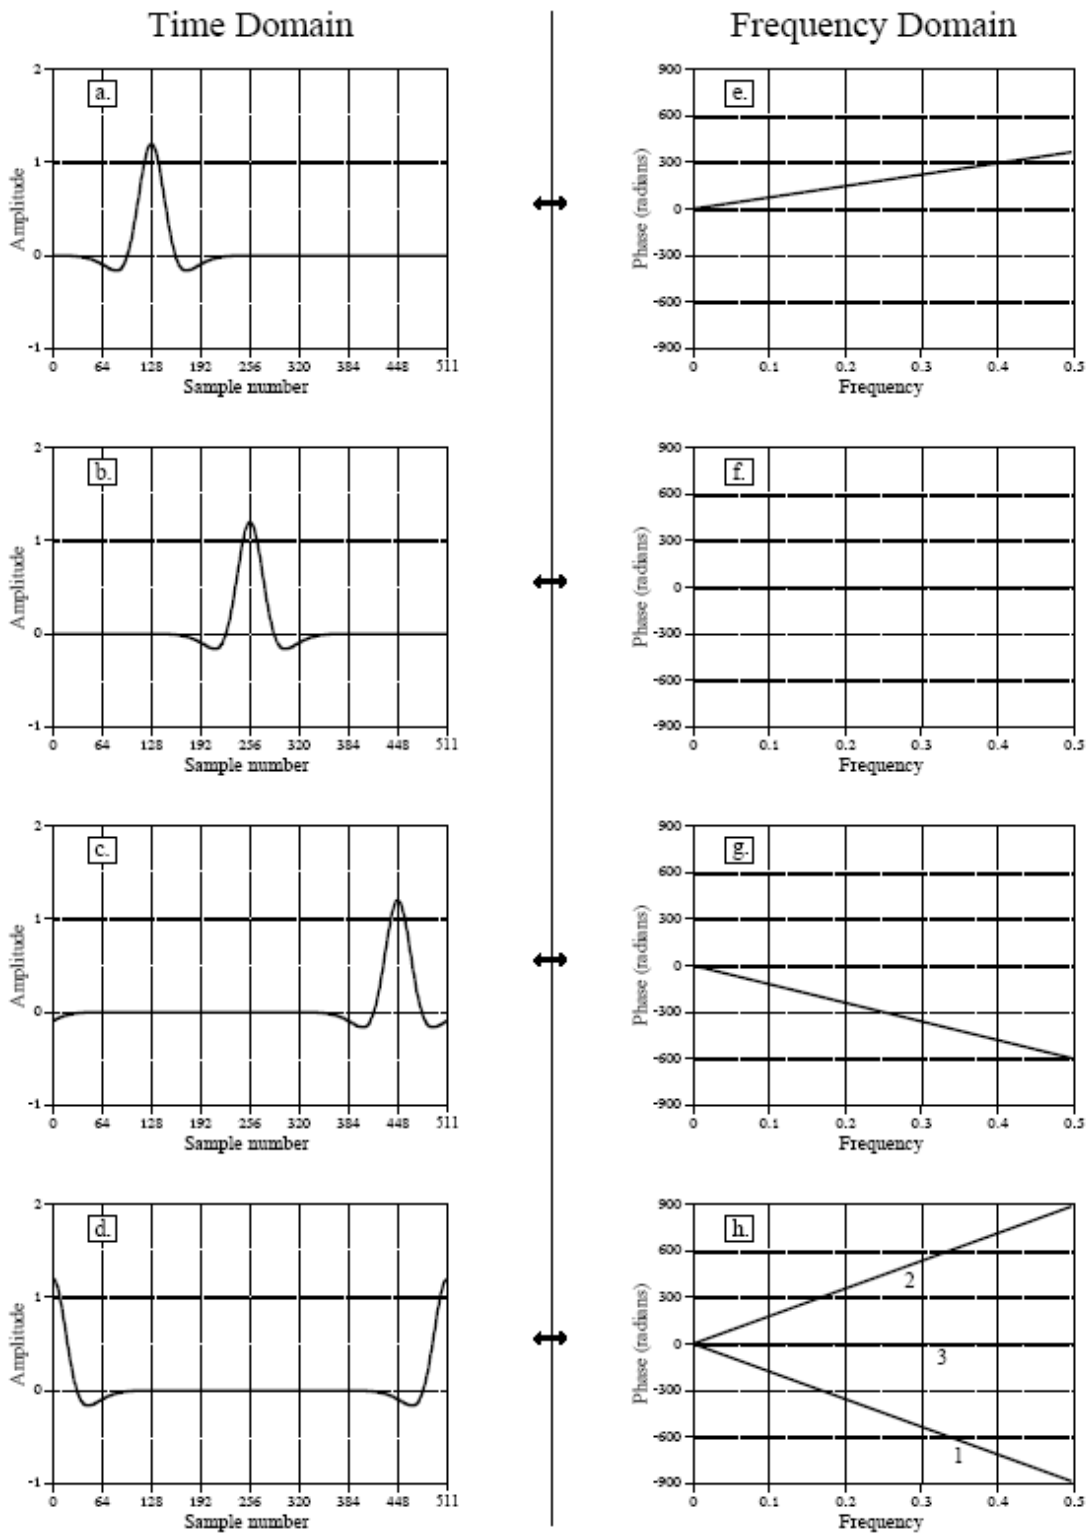 Time Domain
Frequency Domain
a.
2
1
0
-1
Amplitude
0 64 128 192 256 320 384 448 511
Sample number
e.
900
600
300
0
-300
-600
-900
Phase (radians)
0 0.1 0.2 0.3 0.4 0.5
Frequency
b.
2
1
0
-1
Amplitude
0 64 128 192 256 320 384 448 511
Sample number
f.
900
600
300
0
-300
-600
-900
Phase (radians)
0 0.1 0.2 0.3 0.4 0.5
Frequency
c.
2
1
0
-1
Amplitude
0 64 128 192 256 320 384 448 511
Sample number
g.
900
600
300
0
-300
-600
-900
Phase (radians)
0 0.1 0.2 0.3 0.4 0.5
Frequency
d.
2
1
0
-1
Amplitude
0 64 128 192 256 320 384 448 511
Sample number
h.
900
600
300
0
-300
-600
-900
Phase (radians)
2
3
1
0 0.1 0.2 0.3 0.4 0.5
Frequency